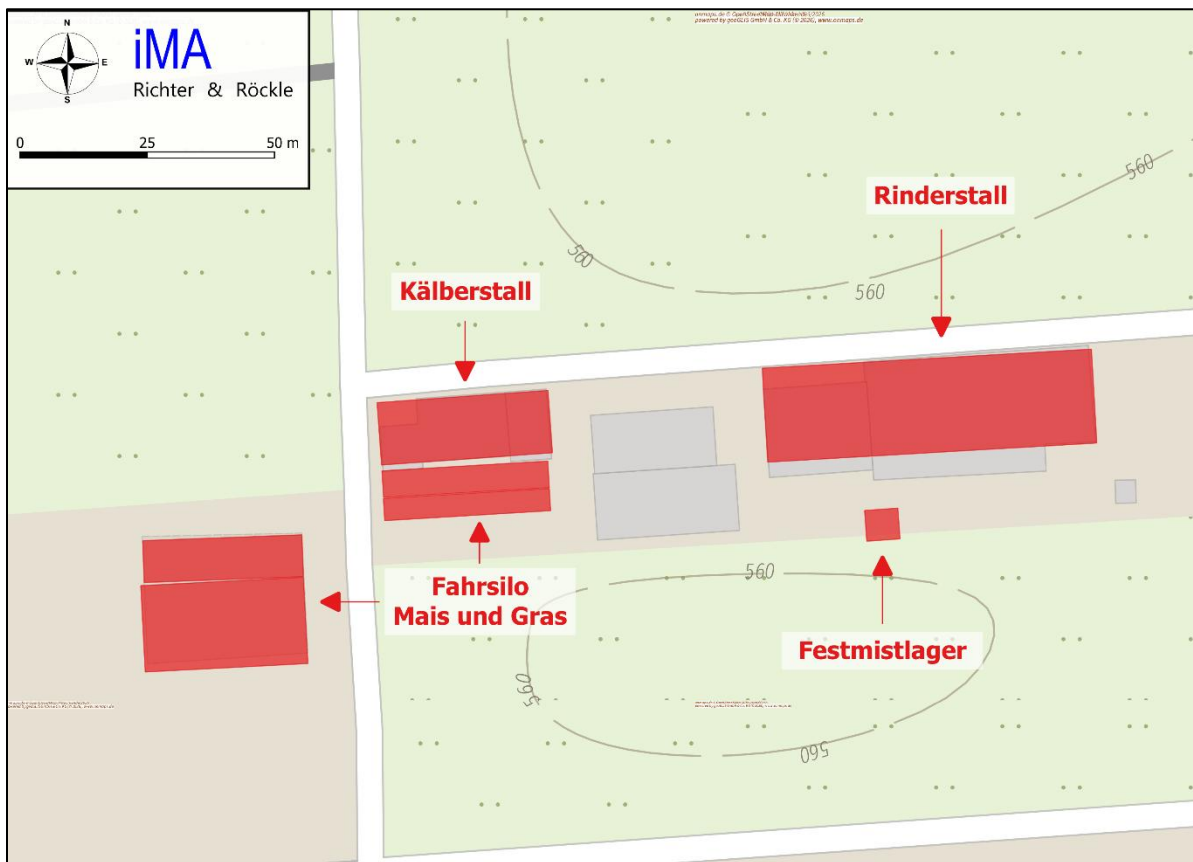 N
W
E
S
iMA
Richter & Röckle
0
25
50 m
560
Rinderstall
560
560
Kälberstall
Fahrsilo
Mais und Gras
560
Festmistlager
560
560